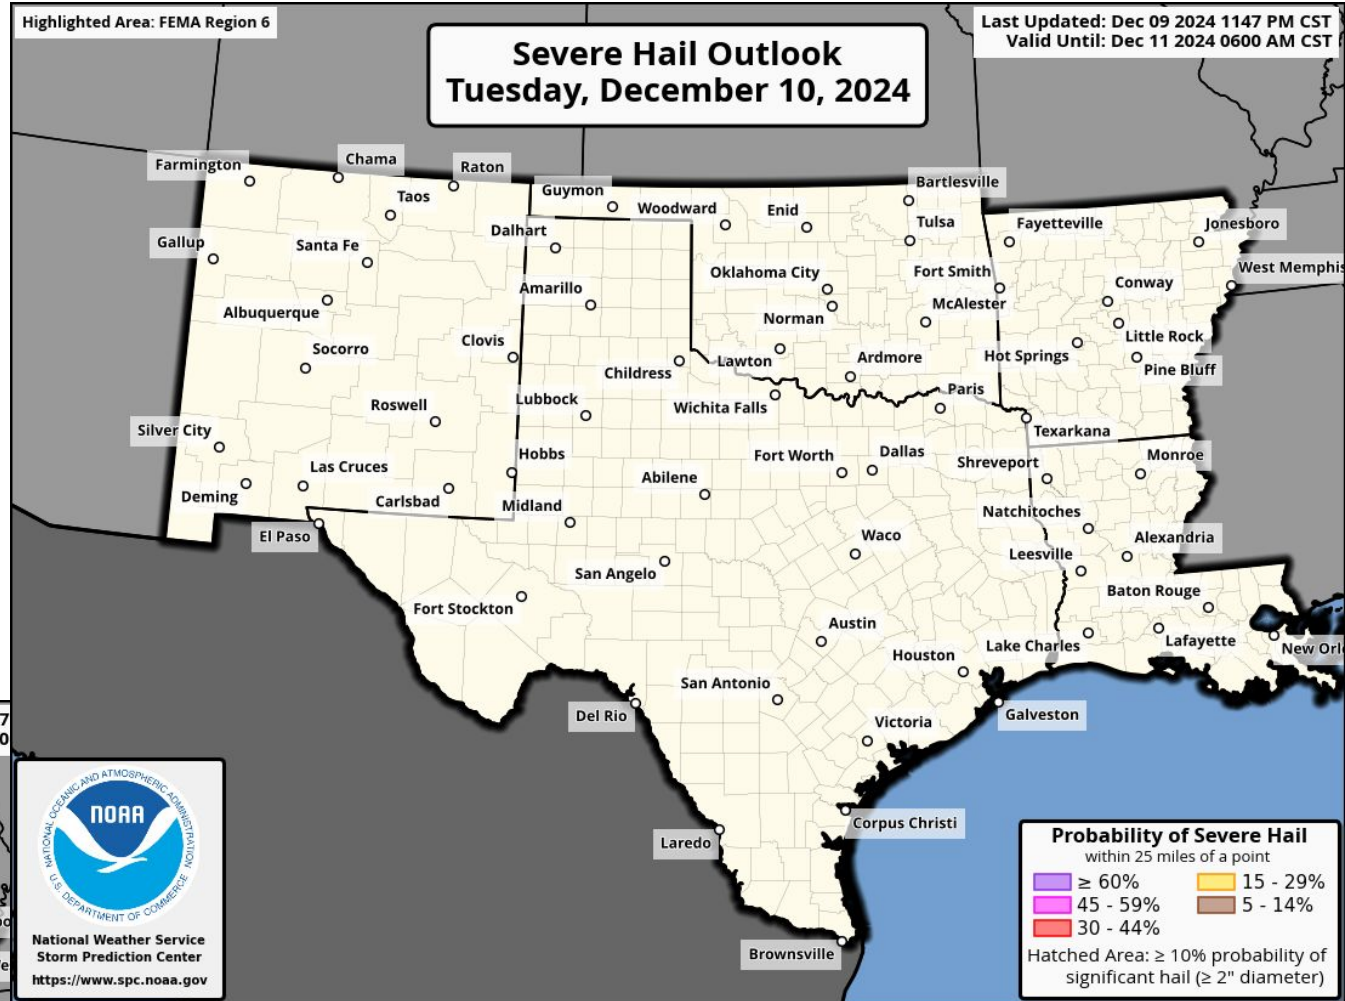 Highlighted Area: FEMA Region 6
Last Updated: Dec 09 2024 1147 PM CST
Valid Until: Dec 11 2024 0600 AM CST
Severe Hail Outlook
Tuesday, December 10, 2024
Farmington
Chama
Raton
Taos
Guymon
Woodward
Enid
Bartlesville
Tulsa
Fayetteville
Jonesboro
Gallup
Santa Fe
Dalhart
Oklahoma City
Fort Smith
West Memphis
Albuquerque
Amarillo
Norman
McAlester
Conway
Socorro
Clovis
Childress
Lawton
Ardmore
Hot Springs
Little Rock
Pine Bluff
Roswell
Lubbock
Wichita Falls
Paris
Texarkana
Silver City
Las Cruces
Hobbs
Abilene
Fort Worth
Dallas
Shreveport
Monroe
Deming
Carlsbad
Midland
Natchitoches
El Paso
San Angelo
Waco
Leesville
Alexandria
Fort Stockton
Baton Rouge
Austin
Houston
Lake Charles
Lafayette
New Orl
San Antonio
Del Rio
Victoria
Galveston
Laredo
Corpus Christi
Brownsville
7
0
NATIONAL OCEANIC AND ATMOSPHERIC ADMINISTRATION
NOAA
U.S. DEPARTMENT OF COMMERCE
National Weather Service
Storm Prediction Center
https://www.spc.noaa.gov
Probability of Severe Hail
within 25 miles of a point
≥ 60%
15 - 29%
45 - 59%
5 - 14%
30 - 44%
Hatched Area: ≥ 10% probability of
significant hail (≥ 2" diameter)